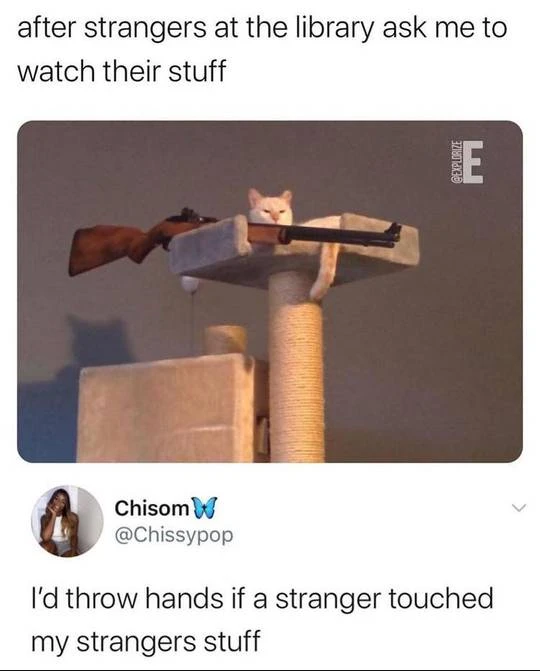 after strangers at the library ask me to
watch their stuff
@EXPLORIZE
E
Chisom
@Chissypop
I'd throw hands if a stranger touched
my strangers stuff